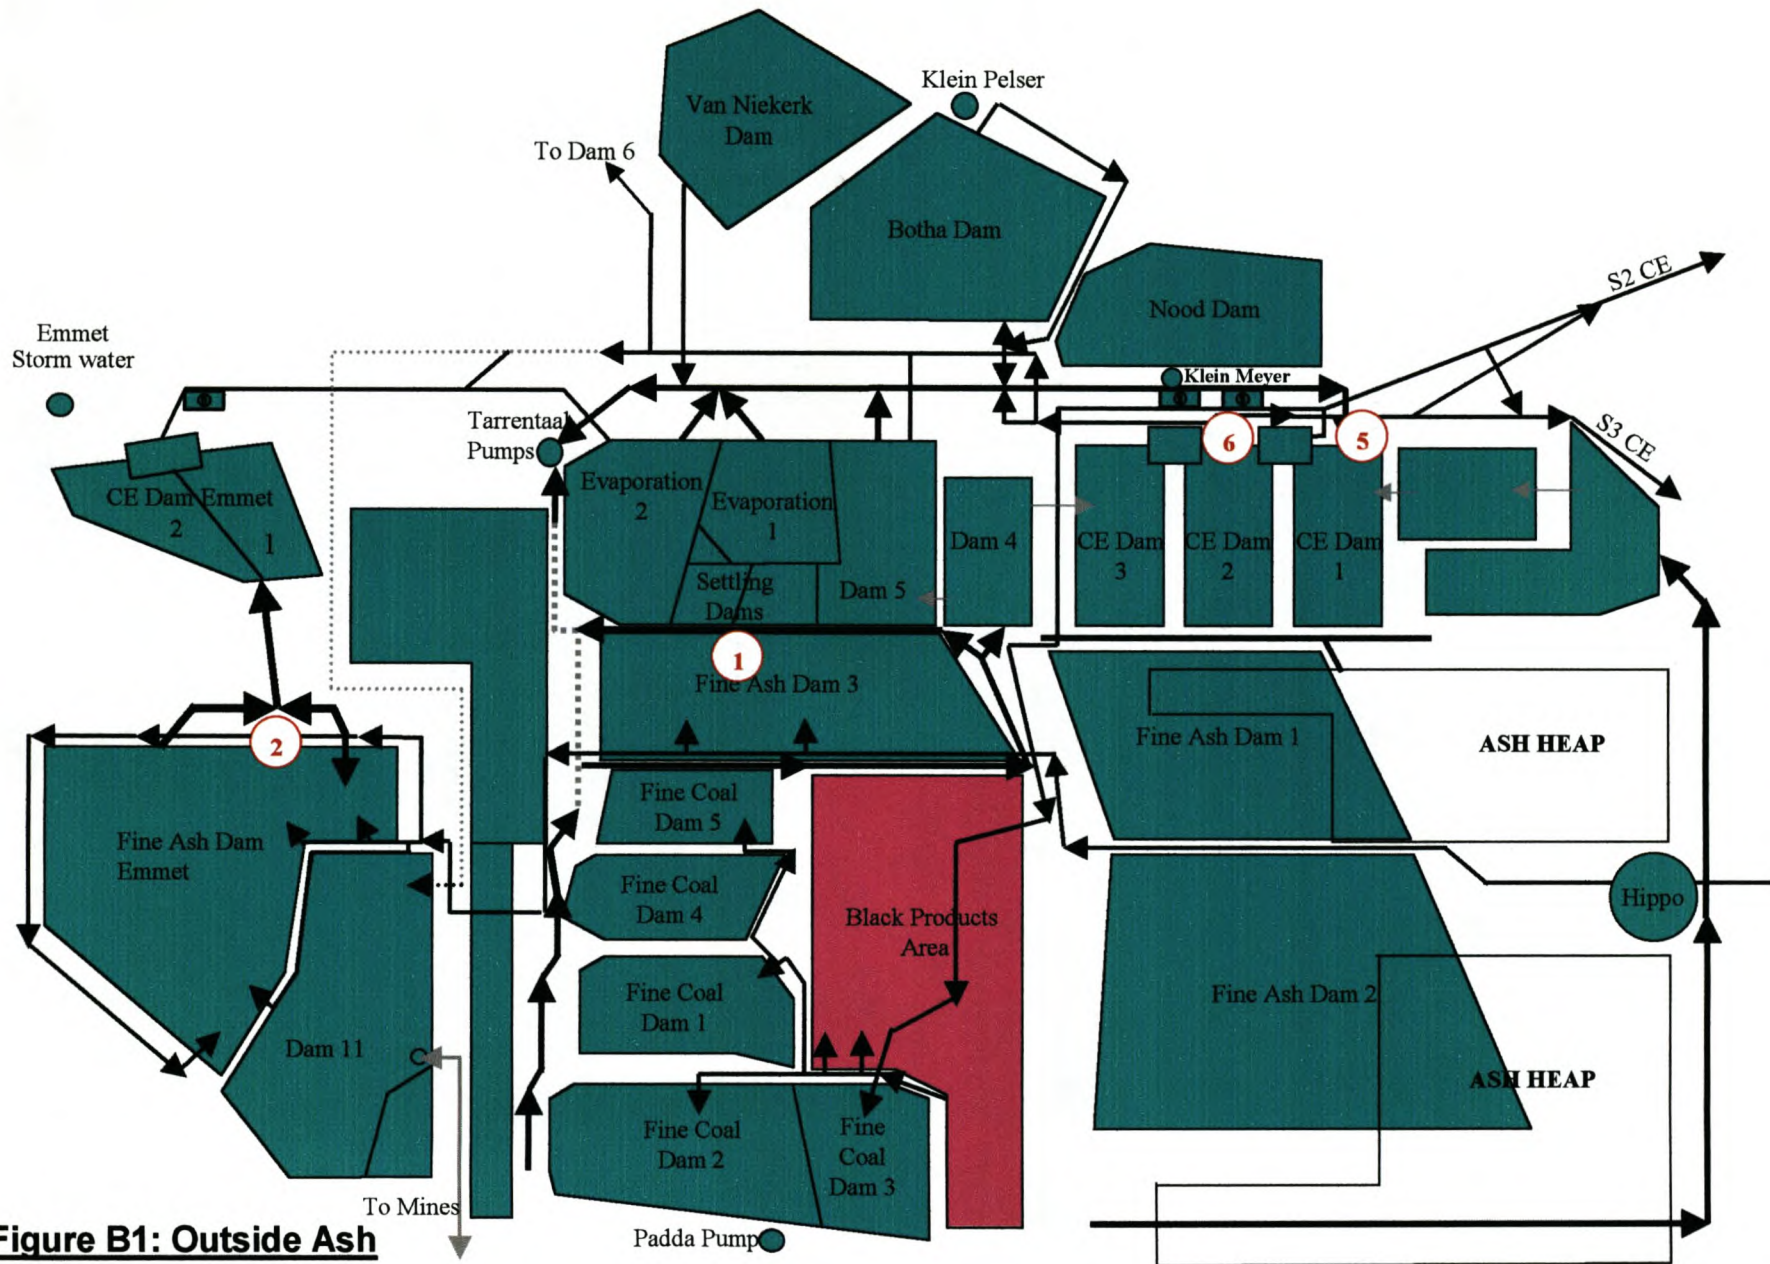 Klein Pelser
Van Niekerk
Dam
To Dam 6
Botha Dam
S2 CE
Nood Dam
Emmet
Storm water
Klein Meyer
Tarrentaal
Pumps
6
5
S3 CE
CE Dam Emmet
2
1
Evaporation
2
Evaporation
1
Settling
Dams
Dam 5
Dam 4
CE Dam
3
CE Dam
2
CE Dam
1
1
Fine Ash Dam 3
2
Fine Ash Dam 1
ASH HEAP
Fine Coal
Dam 5
Fine Ash Dam
Emmet
Fine Coal
Dam 4
Black Products
Area
Hippo
Fine Coal
Dam 1
Fine Ash Dam 2
Dam 11
ASH HEAP
Fine Coal
Dam 2
Fine
Coal
Dam 3
To Mines
Padda Pump
Figure B1: Outside Ash